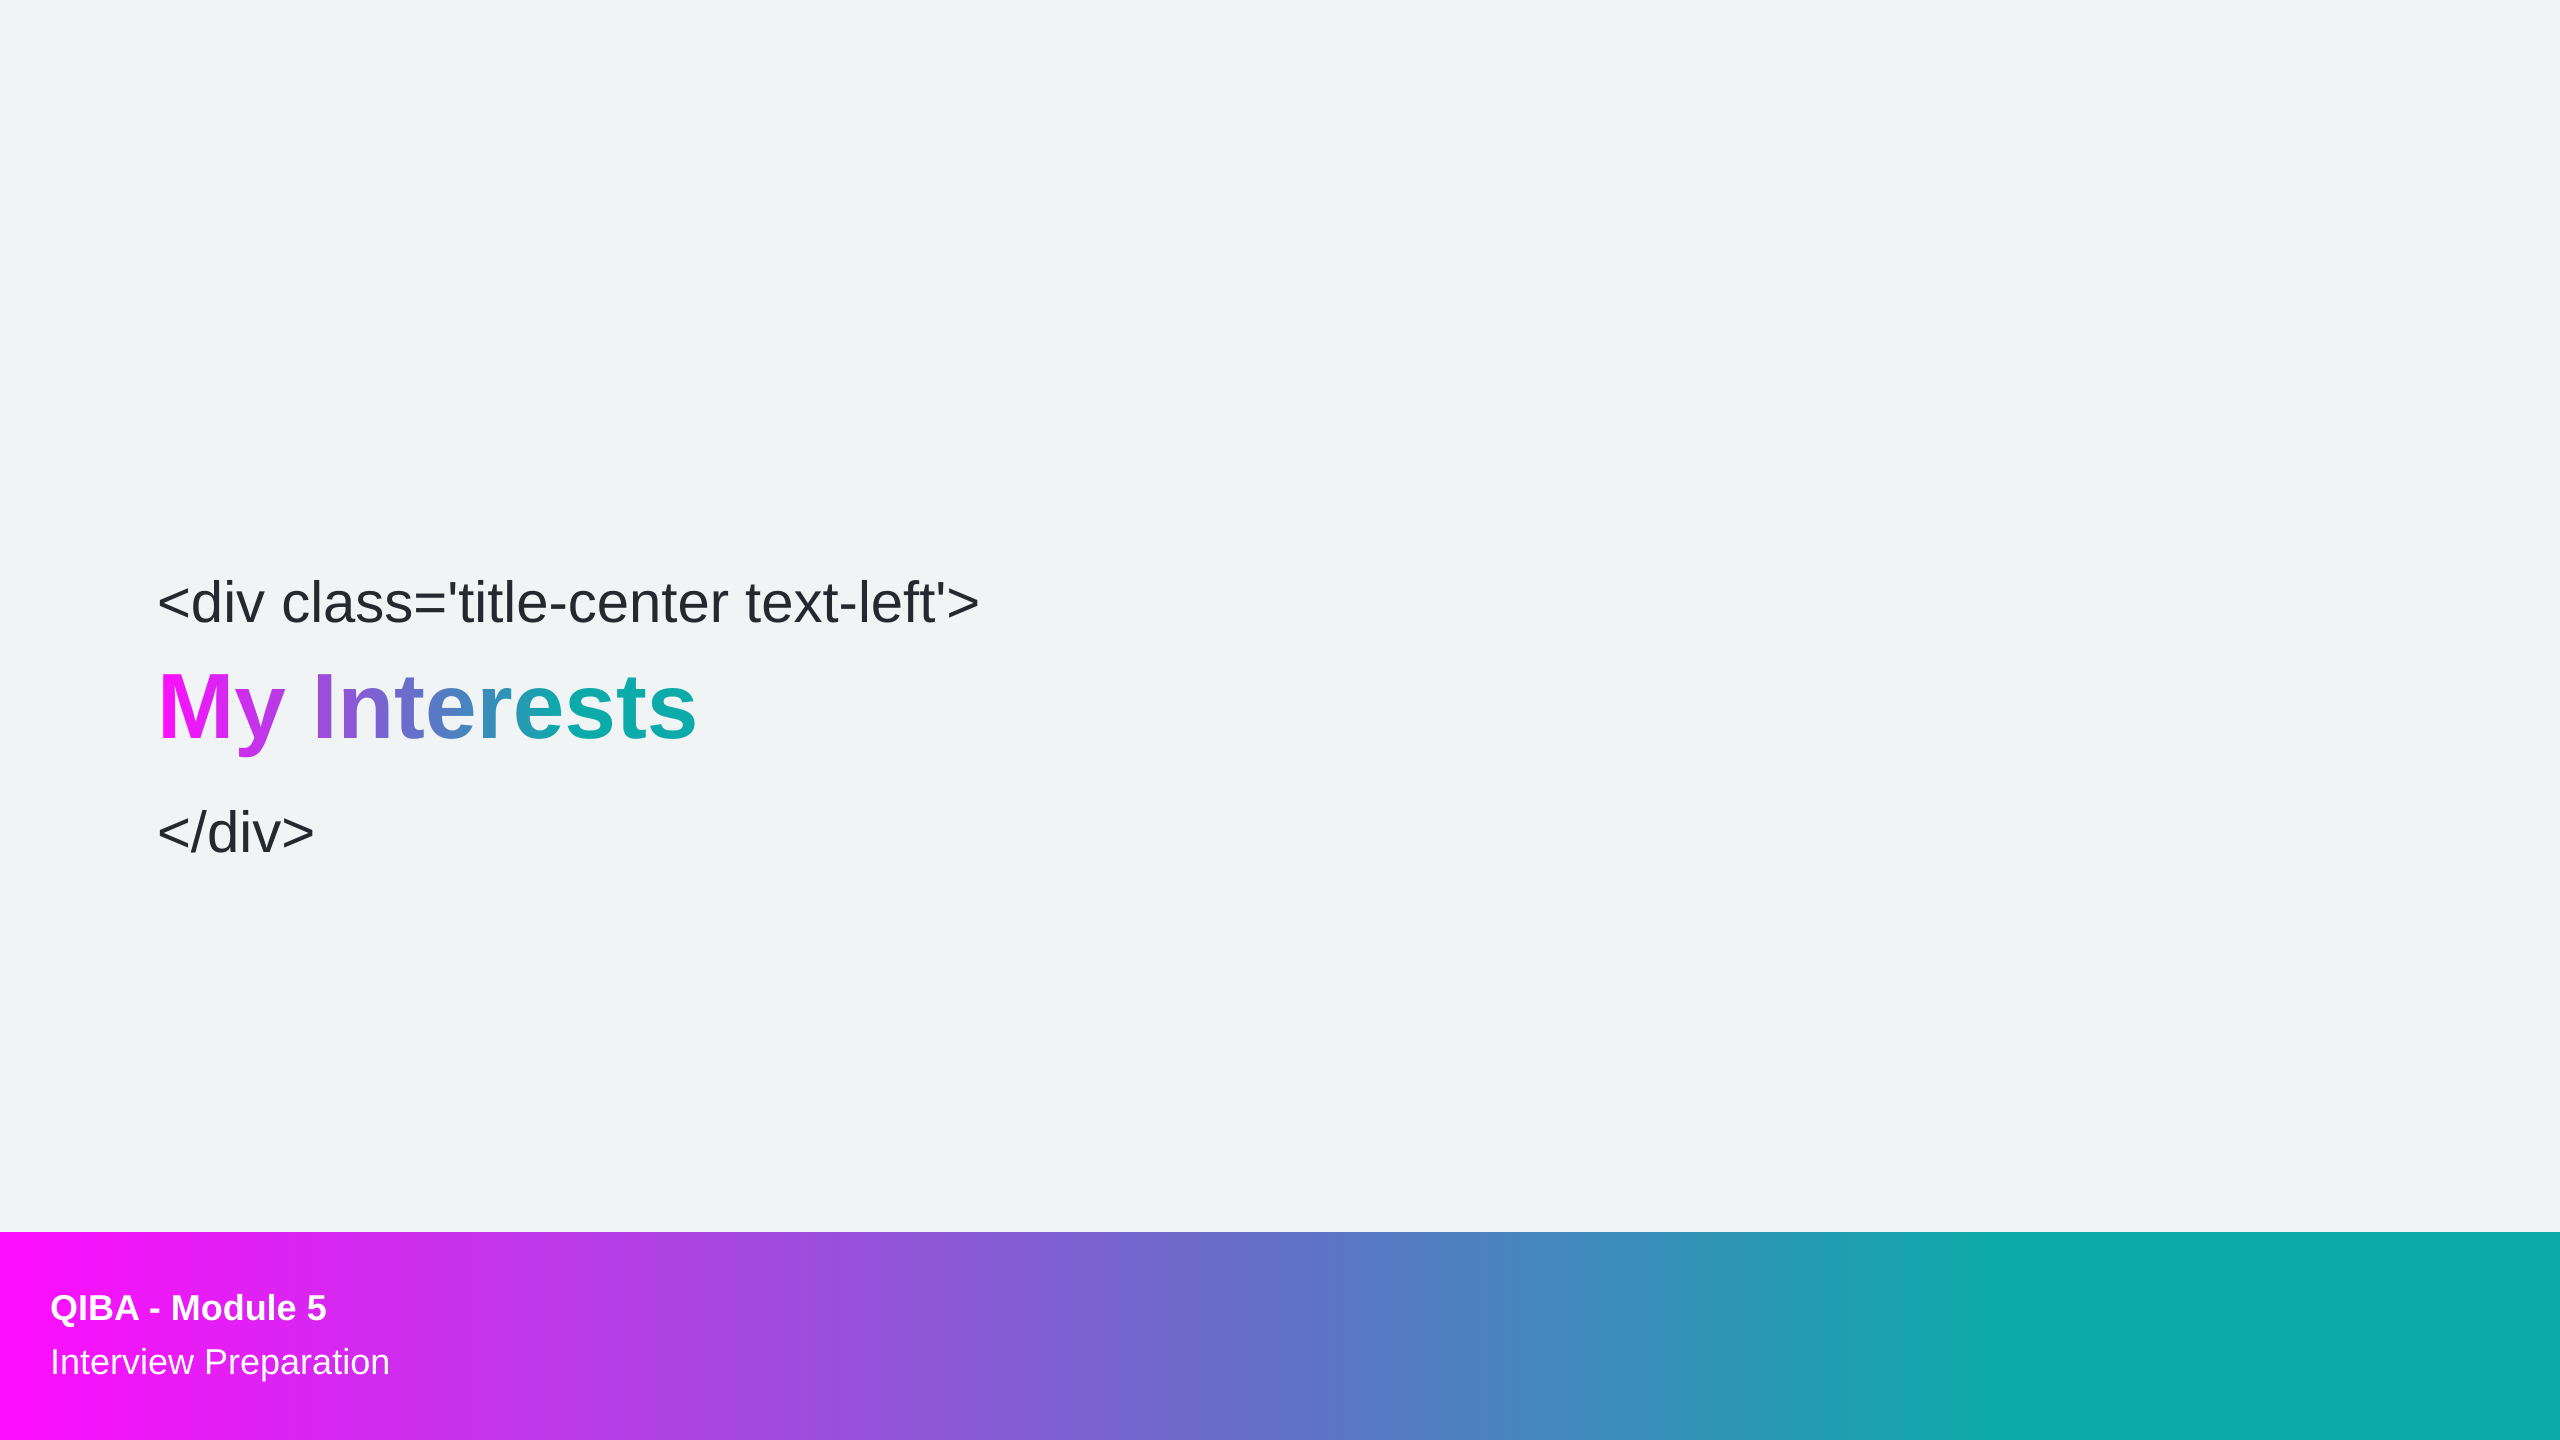 <div class='title-center text-left'>
My Interests
</div>
QIBA - Module 5
Interview Preparation